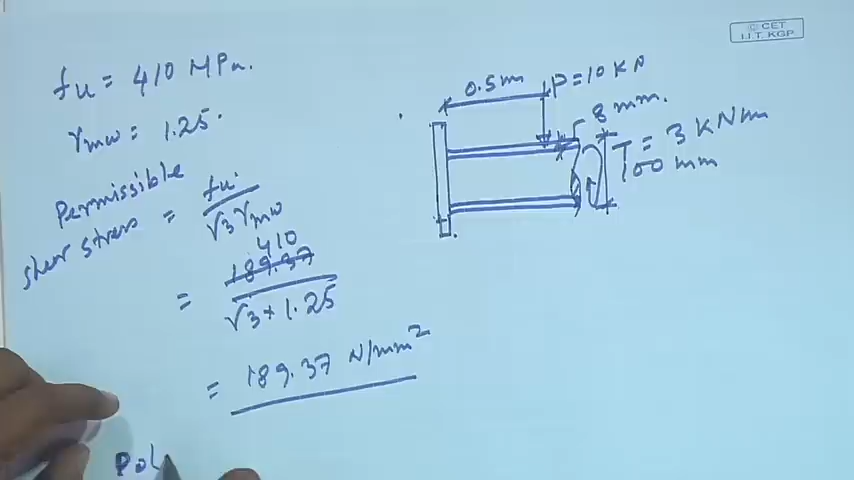 © CET
I.I.T. KGP
fu = 410 MPa.
γmw = 1.25.
Permissible
shear stress = fu / √3 γmw
= 410 / √3 * 1.25
189.37
= 189.37 N/mm²
Pol
0.5m
P=10 KN
8 mm.
T = 3 KNm
100 mm